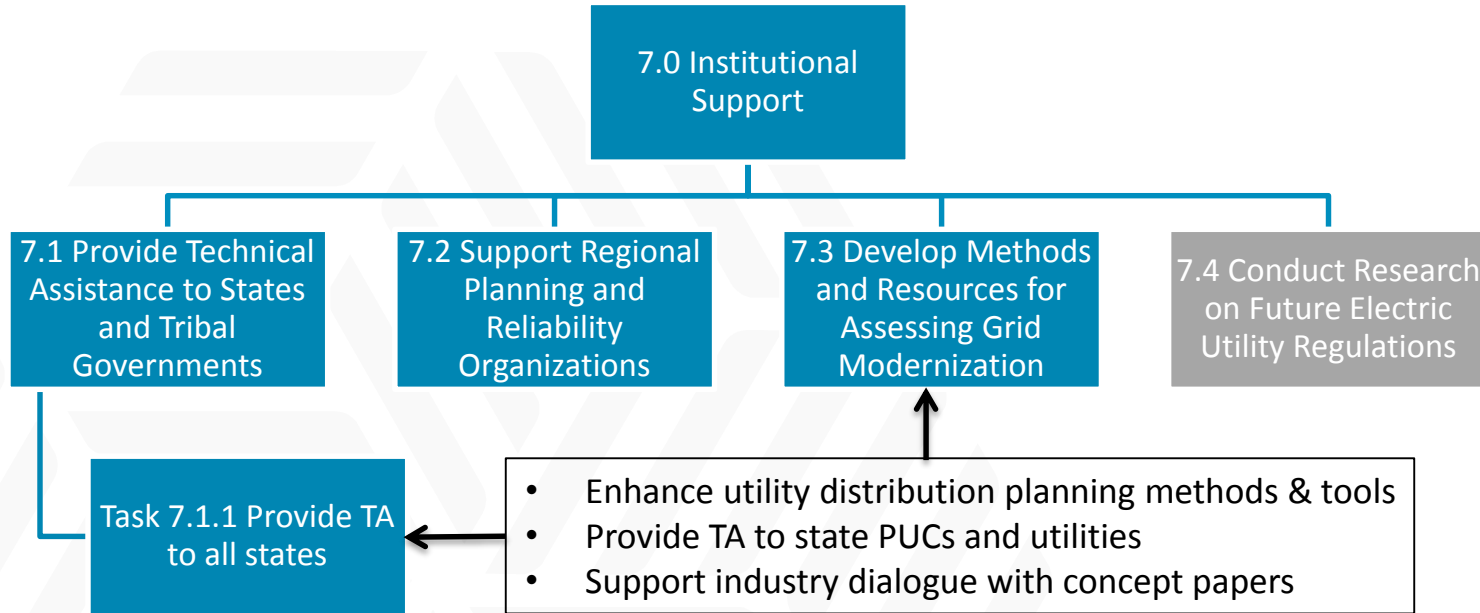 7.0 Institutional
Support
7.1 Provide Technical
Assistance to States
and Tribal
Governments
7.2 Support Regional
Planning and
Reliability
Organizations
7.3 Develop Methods
and Resources for
Assessing Grid
Modernization
7.4 Conduct Research
on Future Electric
Utility Regulations
Task 7.1.1 Provide TA
to all states
• Enhance utility distribution planning methods & tools
• Provide TA to state PUCs and utilities
• Support industry dialogue with concept papers